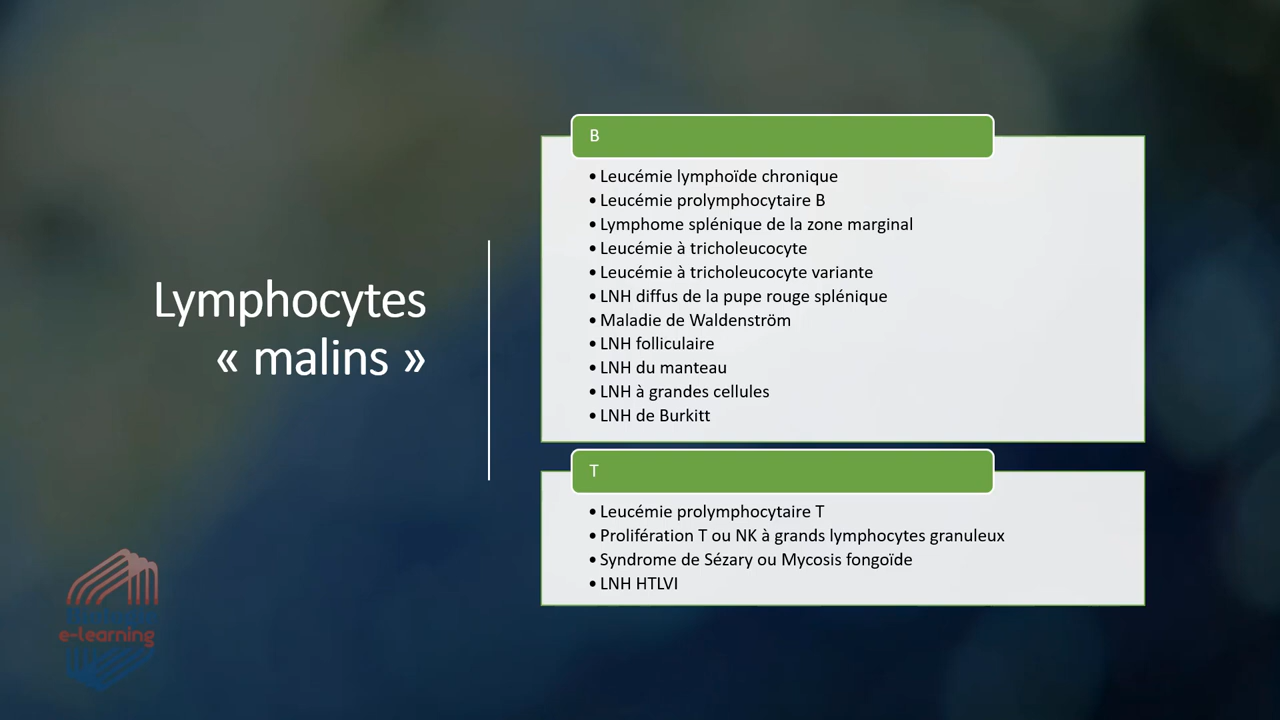 Lymphocytes
« malins »
B
• Leucémie lymphoïde chronique
• Leucémie prolymphocytaire B
• Lymphome splénique de la zone marginal
• Leucémie à tricholeucocyte
• Leucémie à tricholeucocyte variante
• LNH diffus de la pupe rouge splénique
• Maladie de Waldenström
• LNH folliculaire
• LNH du manteau
• LNH à grandes cellules
• LNH de Burkitt
T
• Leucémie prolymphocytaire T
• Prolifération T ou NK à grands lymphocytes granuleux
• Syndrome de Sézary ou Mycosis fongoïde
• LNH HTLVI
e-learning